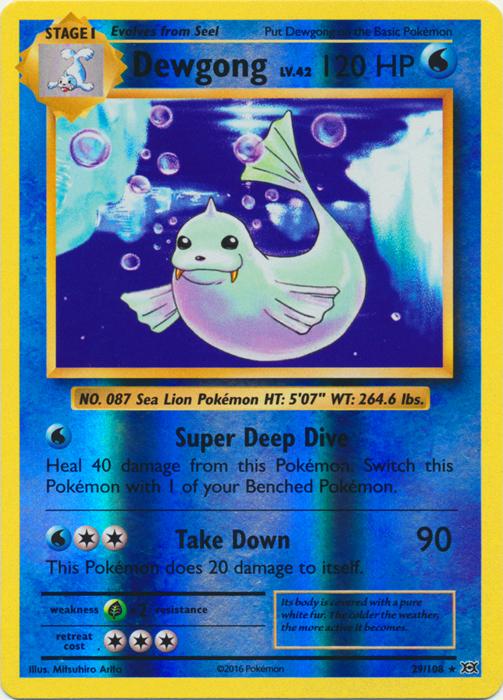 STAGE 1 Evolves from Seel Put Dewgong on the Basic Pokémon
Dewgong LV.42 120 HP
NO. 087 Sea Lion Pokémon HT: 5'07" WT: 264.6 lbs.
Super Deep Dive
Heal 40 damage from this Pokémon. Switch this
Pokémon with 1 of your Benched Pokémon.
Take Down 90
This Pokémon does 20 damage to itself.
weakness ×2 resistance
retreat
cost
Its body is covered with a pure
white fur. The colder the weather,
the more active it becomes.
Illus. Mitsuhiro Arita ©2016 Pokémon 29/108 ★